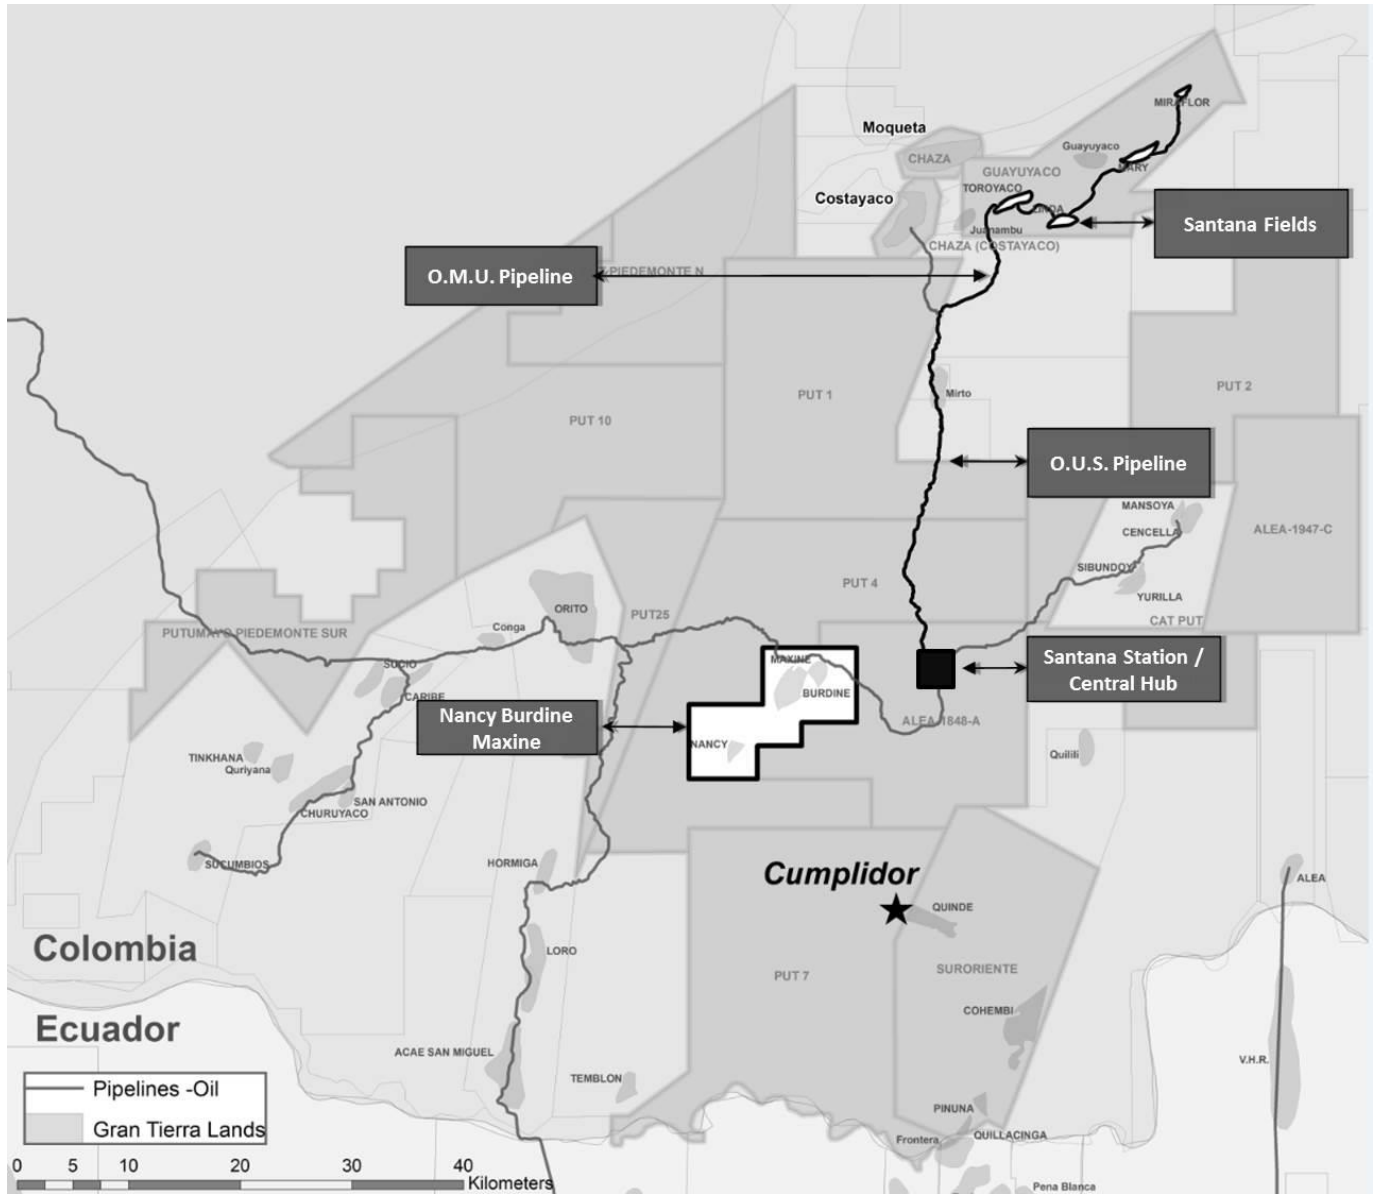 MIRAFLOR
Moqueta
Guayuyaco
CHAZA
MARY
GUAYUYACO
TOROYACO
Costayaco
ZINDA
Santana Fields
Juanambu
CHAZA (COSTAYACO)
O.M.U. Pipeline
PIEDEMONTE N
PUT 2
PUT 1
Mirto
PUT 10
O.U.S. Pipeline
MANSOYA
CENCELLA
ALEA-1947-C
SIBUNDOY
PUT 4
YURILLA
ORITO
PUT25
CAT PUT
Conga
PUTUMAYO PIEDEMONTE SUR
Santana Station /
Central Hub
SUCIO
MAXINE
BURDINE
CARIBE
Nancy Burdine
Maxine
ALEA-1848-A
NANCY
Quilili
TINKHANA
Quriyana
SAN ANTONIO
CHURUYACO
SUCUMBIOS
HORMIGA
Cumplidor
ALEA
QUINDE
Colombia
LORO
SURORIENTE
PUT 7
COHEMBI
Ecuador
ACAE SAN MIGUEL
V.H.R.
TEMBLON
Pipelines -Oil
PINUNA
Gran Tierra Lands
QUILLACINGA
Frontera
0 5 10 20 30 40
Kilometers
Pena Blanca